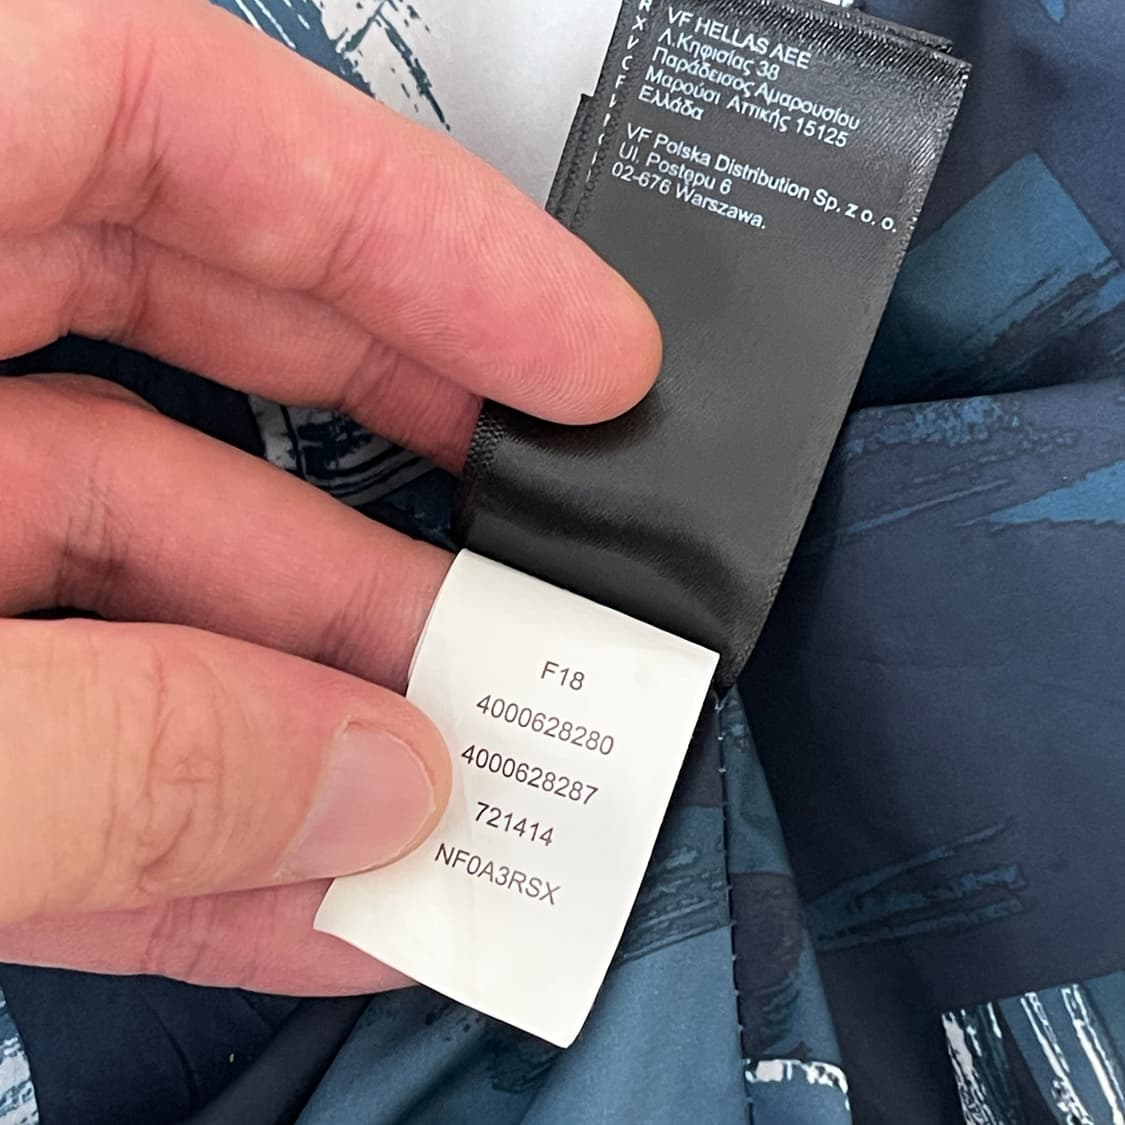 VF HELLAS AEE
Λ.Κηφισίας 38
Παράδεισος Αμαρουσίου
Μαρούσι Αττικής 15125
Ελλάδα
VF Polska Distribution Sp. z o. o.
Ul. Postępu 6
02-676 Warszawa.
F18
4000628280
4000628287
721414
NF0A3RSX